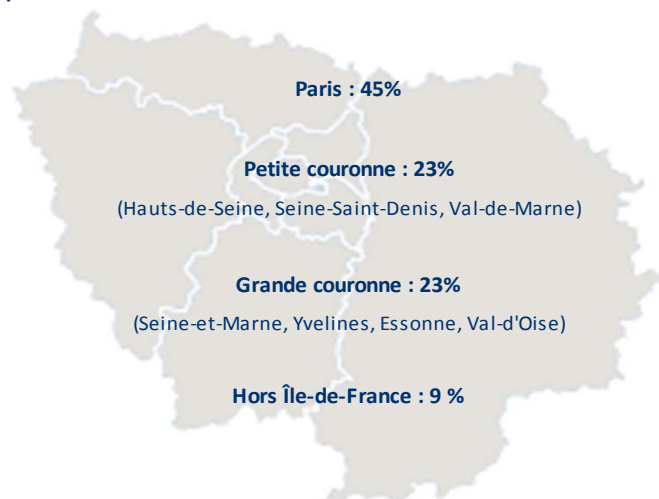 Paris : 45%
Petite couronne : 23%
(Hauts-de-Seine, Seine-Saint-Denis, Val-de-Marne)
Grande couronne : 23%
(Seine-et-Marne, Yvelines, Essonne, Val-d'Oise)
Hors Île-de-France : 9 %